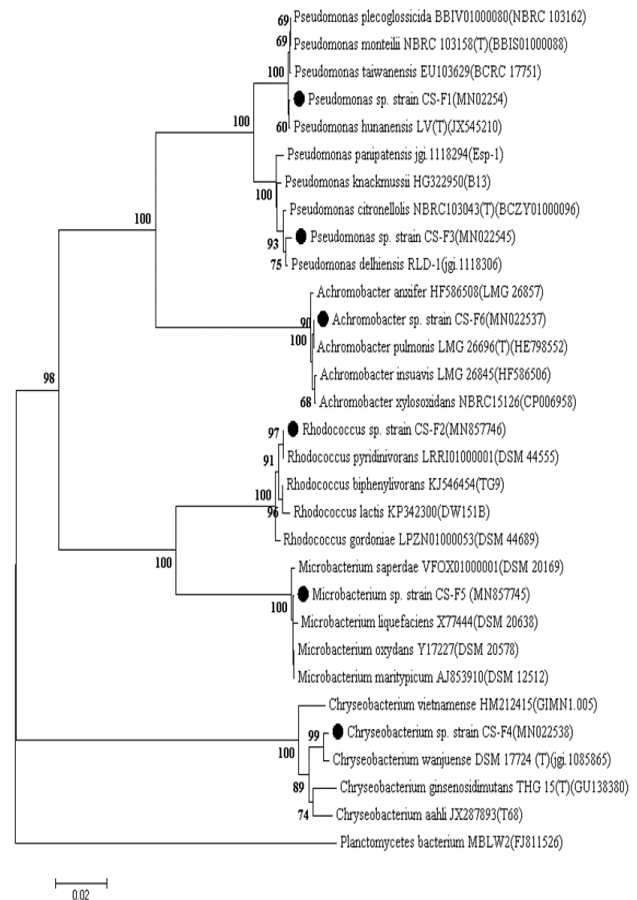 69 Pseudomonas plecoglossicida BBIV01000080(NBRC 103162)
69 Pseudomonas monteilii NBRC 103158(T)(BBIS01000088)
100 Pseudomonas taiwanensis EU103629(BCRC 17751)
Pseudomonas sp. strain CS-F1(MN02254)
100 60 Pseudomonas hunanensis LV(T)(JX545210)
Pseudomonas panipatensis jgi.1118294(Esp-1)
100 Pseudomonas knackmussii HG322950(B13)
Pseudomonas citronellolis NBRC103043(T)(BCZY01000096)
100 93 Pseudomonas sp. strain CS-F3(MN022545)
75 Pseudomonas delhiensis RLD-1(jgi.1118306)
Achromobacter anxifer HF586508(LMG 26857)
90 Achromobacter sp. strain CS-F6(MN022537)
100 Achromobacter pulmonis LMG 26696(T)(HE798552)
Achromobacter insuavis LMG 26845(HF586506)
98 68 Achromobacter xylosoxidans NBRC15126(CP006958)
97 Rhodococcus sp. strain CS-F2(MN857746)
91 Rhodococcus pyridinivorans LRRI01000001(DSM 44555)
100 Rhodococcus biphenylivorans KJ546454(TG9)
96 Rhodococcus lactis KP342300(DW151B)
Rhodococcus gordoniae LPZN01000053(DSM 44689)
100 Microbacterium saperdae VFOX01000001(DSM 20169)
Microbacterium sp. strain CS-F5 (MN857745)
100 Microbacterium liquefaciens X77444(DSM 20638)
Microbacterium oxydans Y17227(DSM 20578)
Microbacterium maritypicum AJ853910(DSM 12512)
Chryseobacterium vietnamense HM212415(GIMN1.005)
99 Chryseobacterium sp. strain CS-F4(MN022538)
100 Chryseobacterium wanjuense DSM 17724 (T)(jgi.1085865)
89 Chryseobacterium ginsenosidimutans THG 15(T)(GU138380)
74 Chryseobacterium aahli JX287893(T68)
Planctomycetes bacterium MBLW2(FJ811526)
0.02